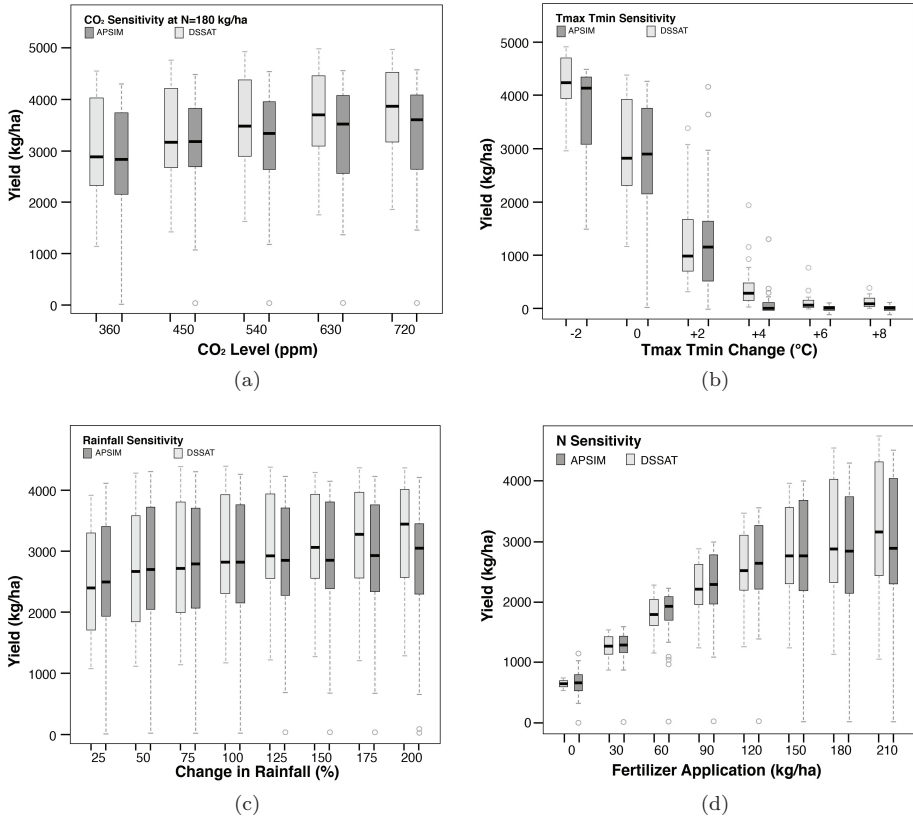 CO₂ Sensitivity at N=180 kg/ha
APSIM DSSAT
Yield (kg/ha)
5000
4000
3000
2000
1000
0
360 450 540 630 720
CO₂ Level (ppm)
(a)
Tmax Tmin Sensitivity
APSIM DSSAT
Yield (kg/ha)
5000
4000
3000
2000
1000
0
-2 0 +2 +4 +6 +8
Tmax Tmin Change (°C)
(b)
Rainfall Sensitivity
APSIM DSSAT
Yield (kg/ha)
4000
3000
2000
1000
0
25 50 75 100 125 150 175 200
Change in Rainfall (%)
(c)
N Sensitivity
APSIM DSSAT
Yield (kg/ha)
4000
3000
2000
1000
0
0 30 60 90 120 150 180 210
Fertilizer Application (kg/ha)
(d)